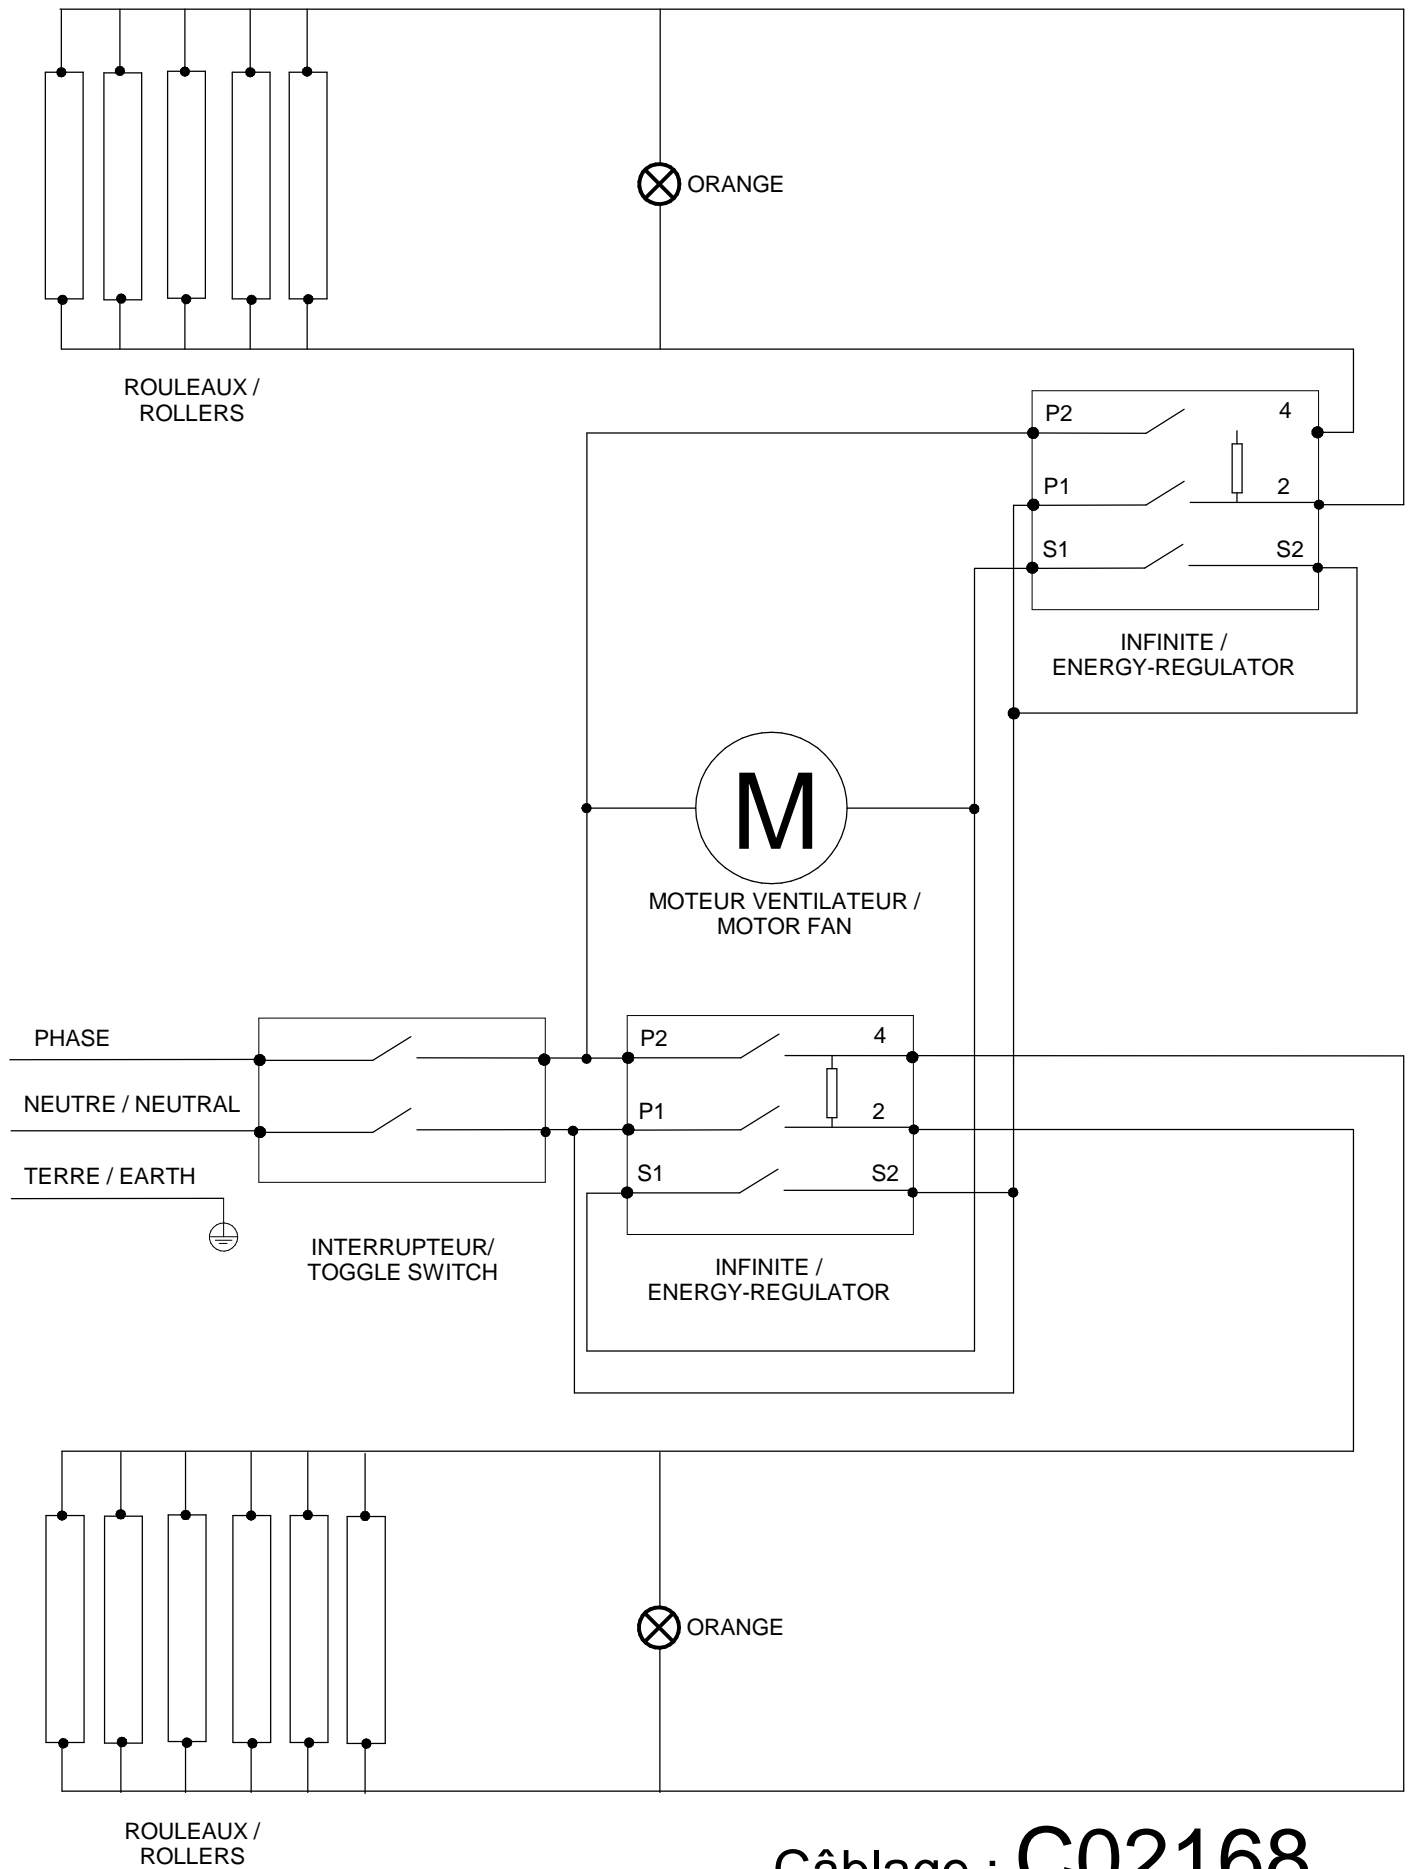 ORANGE
ROULEAUX /
ROLLERS
P2 4
P1 2
S1 S2
INFINITE /
ENERGY-REGULATOR
M
MOTEUR VENTILATEUR /
MOTOR FAN
PHASE
NEUTRE / NEUTRAL
TERRE / EARTH
INTERRUPTEUR/
TOGGLE SWITCH
P2 4
P1 2
S1 S2
INFINITE /
ENERGY-REGULATOR
ORANGE
ROULEAUX /
ROLLERS
Câblage : C02168